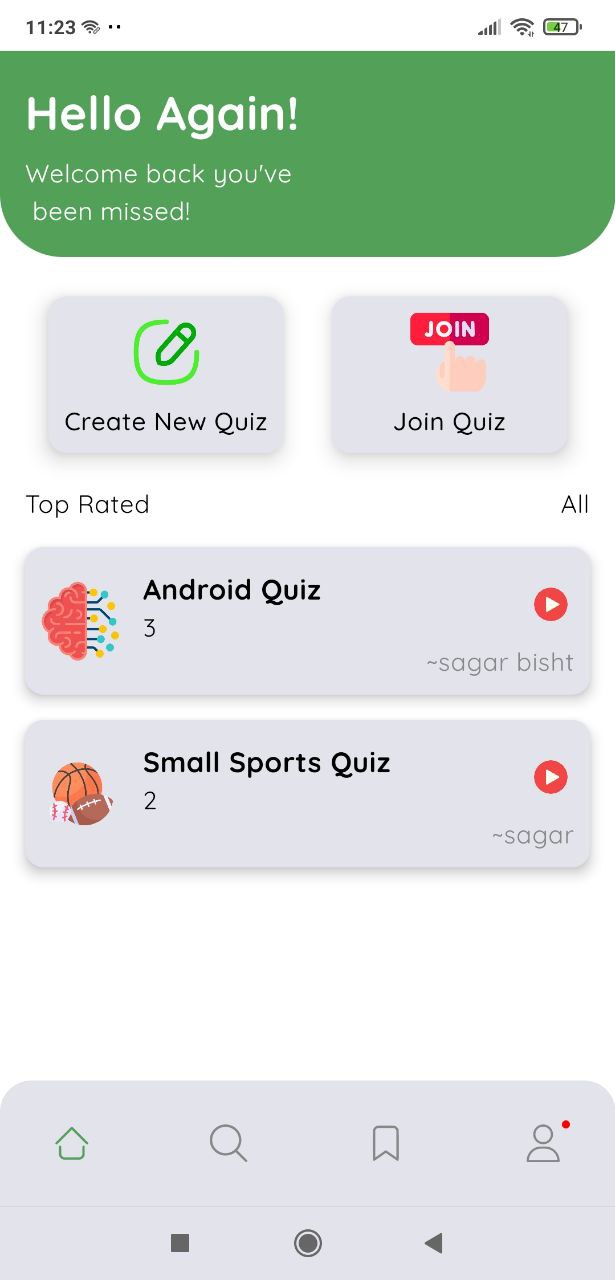 11:23
47
Hello Again!
Welcome back you've
been missed!
JOIN
Create New Quiz
Join Quiz
Top Rated
All
Android Quiz
3
~sagar bisht
Small Sports Quiz
2
~sagar